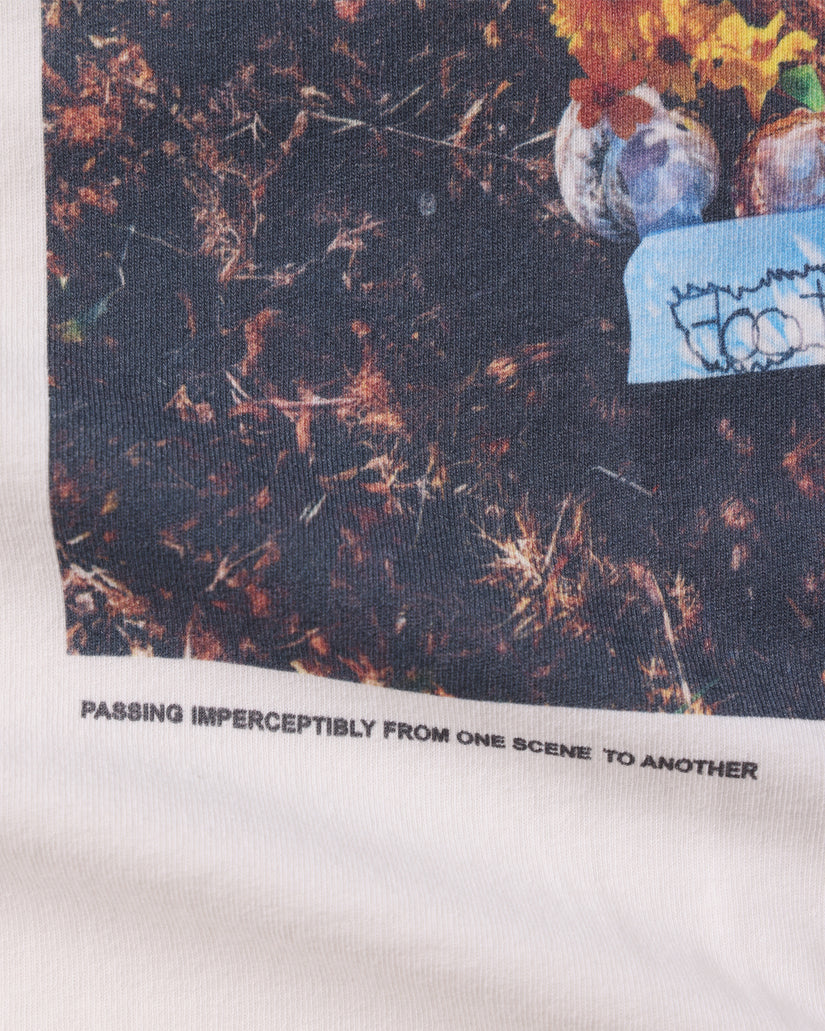 PASSING IMPERCEPTIBLY FROM ONE SCENE TO ANOTHER